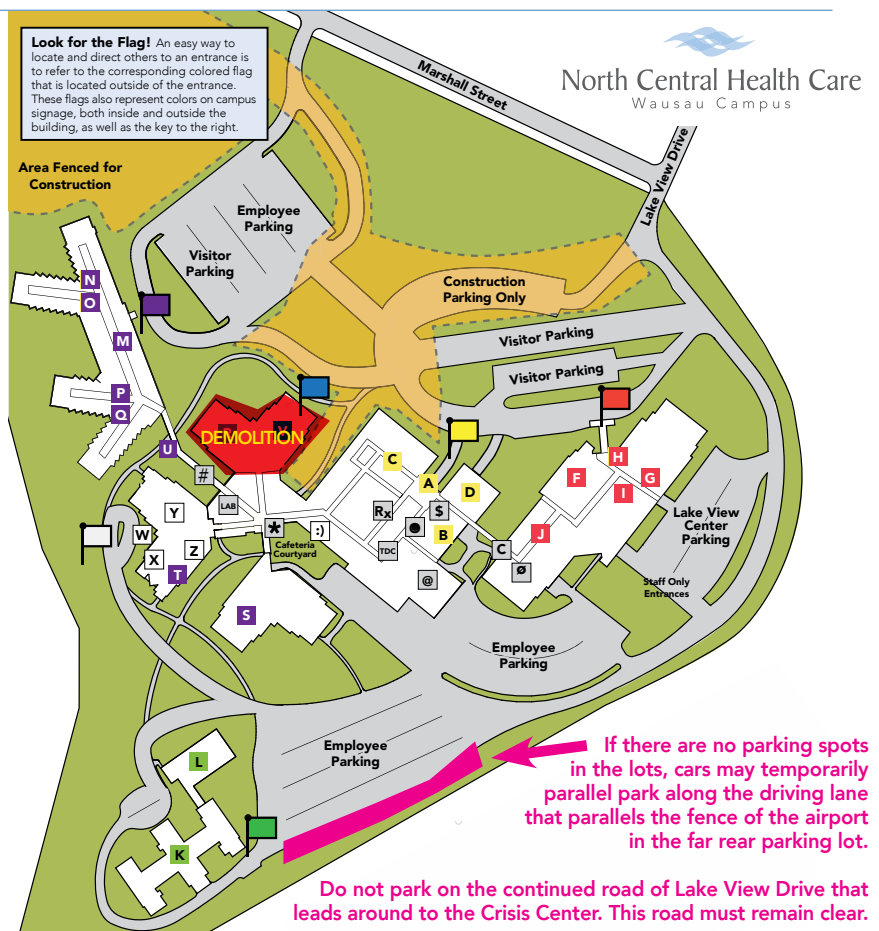 Look for the Flag! An easy way to
locate and direct others to an entrance is
to refer to the corresponding colored flag
that is located outside of the entrance.
These flags also represent colors on campus
signage, both inside and outside the
building, as well as the key to the right.
North Central Health Care
Wausau Campus
Marshall Street
Lake View Drive
Area Fenced for
Construction
Employee
Parking
Visitor
Parking
Construction
Parking Only
Visitor Parking
Visitor Parking
N
O
M
P
Q
U
DEMOLITION
#
LAB
*
:)
Cafeteria
Courtyard
Y
W
X
Z
T
S
C
A
D
Rx
$
B
TDC
@
C
Ø
H
F
G
I
J
Lake View
Center
Parking
Staff Only
Entrances
Employee
Parking
Employee
Parking
L
K
If there are no parking spots
in the lots, cars may temporarily
parallel park along the driving lane
that parallels the fence of the airport
in the far rear parking lot.
Do not park on the continued road of Lake View Drive that
leads around to the Crisis Center. This road must remain clear.